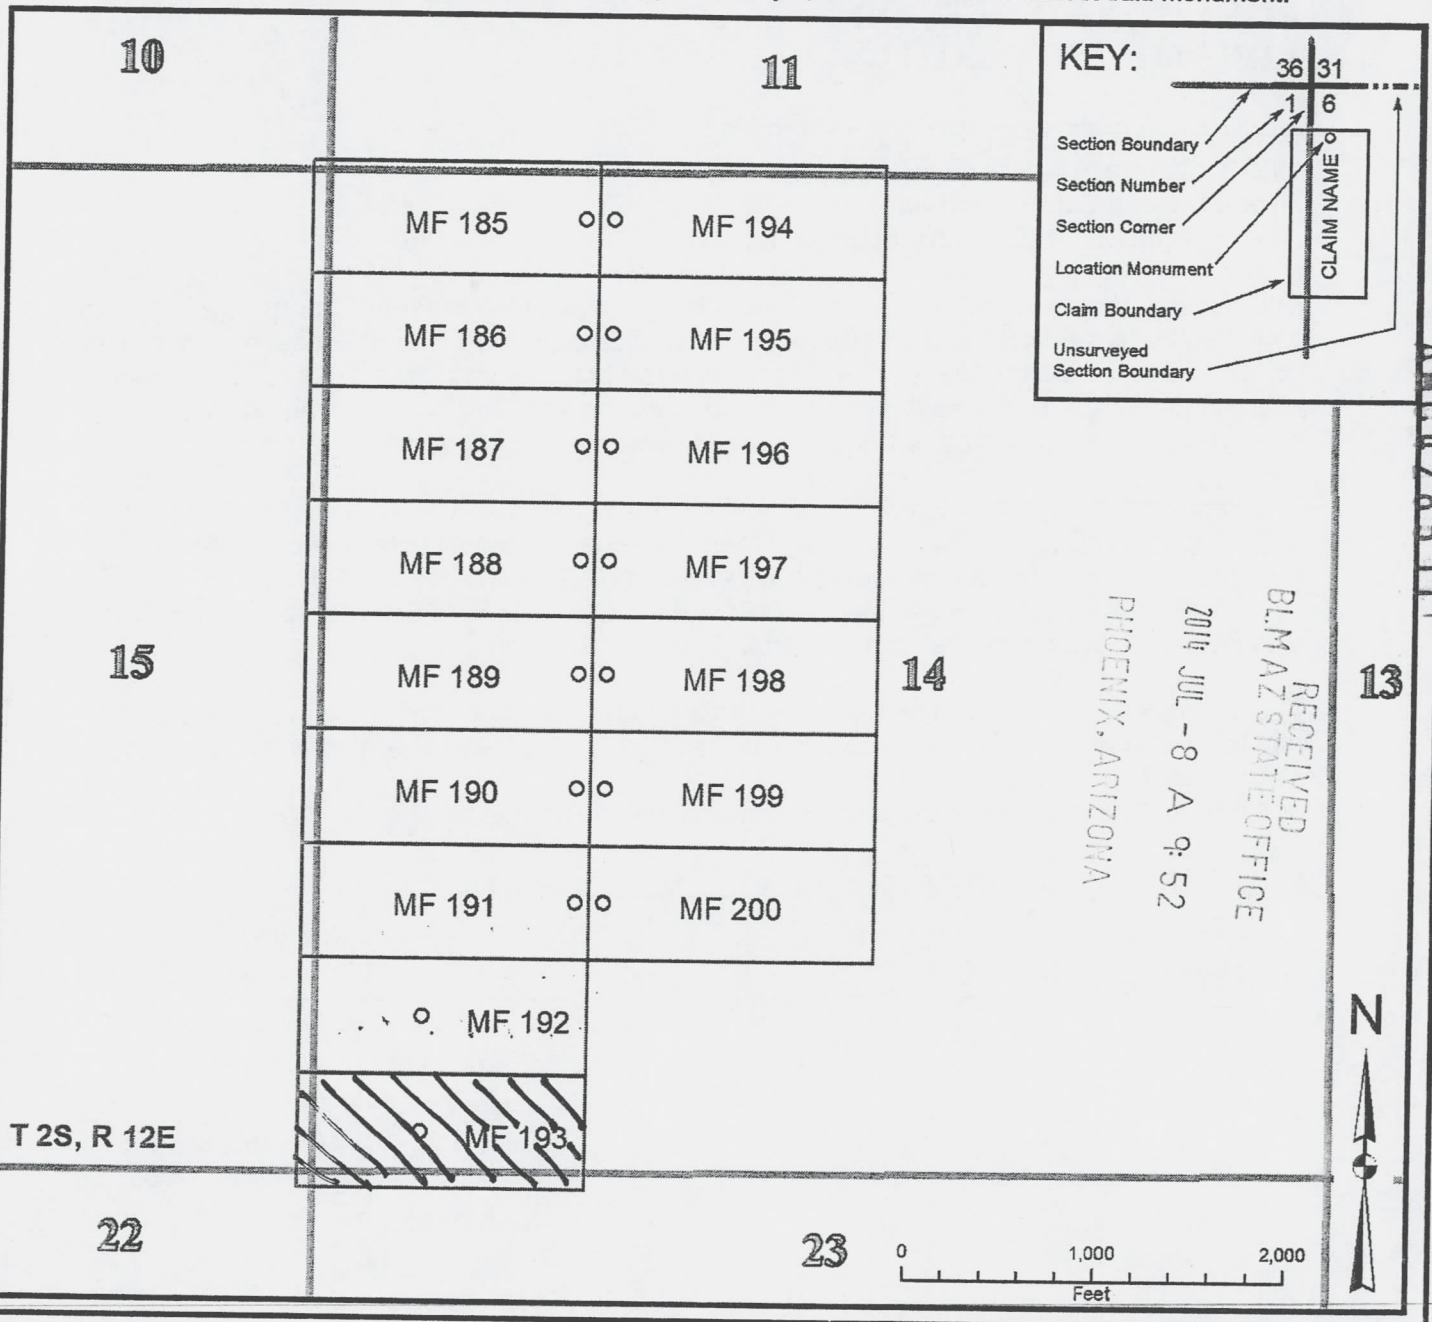 said monument.
10
11
KEY:
36 31
1 6
Section Boundary
Section Number
Section Corner
Location Monument
Claim Boundary
Unsurveyed
Section Boundary
CLAIM NAME
MF 185
MF 194
MF 186
MF 195
MF 187
MF 196
MF 188
MF 197
MF 189
MF 198
MF 190
MF 199
MF 191
MF 200
MF 192
MF 193
15
14
13
RECEIVED
BLM AZ STATE OFFICE
2014 JUL -8 A 9:52
PHOENIX, ARIZONA
N
T 2S, R 12E
22
23
0 1,000 2,000
Feet